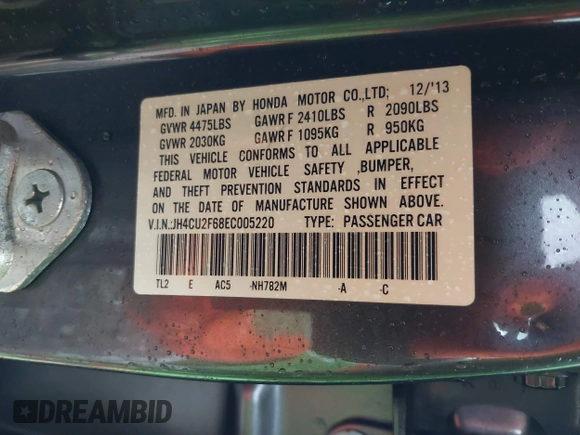 MFD. IN JAPAN BY HONDA MOTOR CO.,LTD; 12/'13
GVWR 4475LBS GAWR F 2410LBS R 2090LBS
GVWR 2030KG GAWR F 1095KG R 950KG
THIS VEHICLE CONFORMS TO ALL APPLICABLE
FEDERAL MOTOR VEHICLE SAFETY ,BUMPER,
AND THEFT PREVENTION STANDARDS IN EFFECT
ON THE DATE OF MANUFACTURE SHOWN ABOVE.
V.I.N.:JH4CU2F68EC005220 TYPE: PASSENGER CAR
TL2 E AC5 -NH782M -A -C
DREAMBID